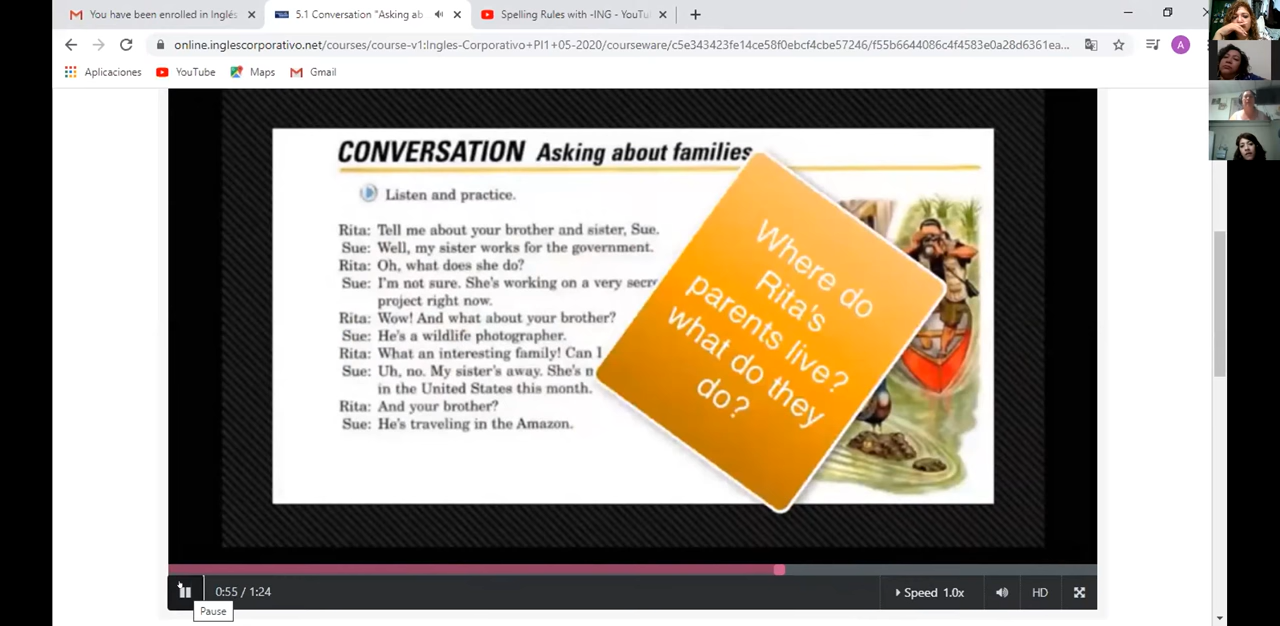 You have been enrolled in Inglés
5.1 Conversation "Asking ab
Spelling Rules with -ING - YouTu
online.inglescorporativo.net/courses/course-v1:Ingles-Corporativo+PI1+05-2020/courseware/c5e343423fe14ce58f0ebcf4cbe57246/f55b6644086c4f4583e0a28d6361ea...
A
Aplicaciones
YouTube
Maps
Gmail
CONVERSATION Asking about families
Listen and practice.
Rita: Tell me about your brother and sister, Sue.
Sue: Well, my sister works for the government.
Rita: Oh, what does she do?
Sue: I'm not sure. She's working on a very secr
project right now.
Rita: Wow! And what about your brother?
Sue: He's a wildlife photographer.
Rita: What an interesting family! Can I
Sue: Uh, no. My sister's away. She's n
in the United States this month.
Rita: And your brother?
Sue: He's traveling in the Amazon.
Where do
Rita's
parents live?
what do they
do?
0:55 / 1:24
Speed 1.0x
HD
Pause